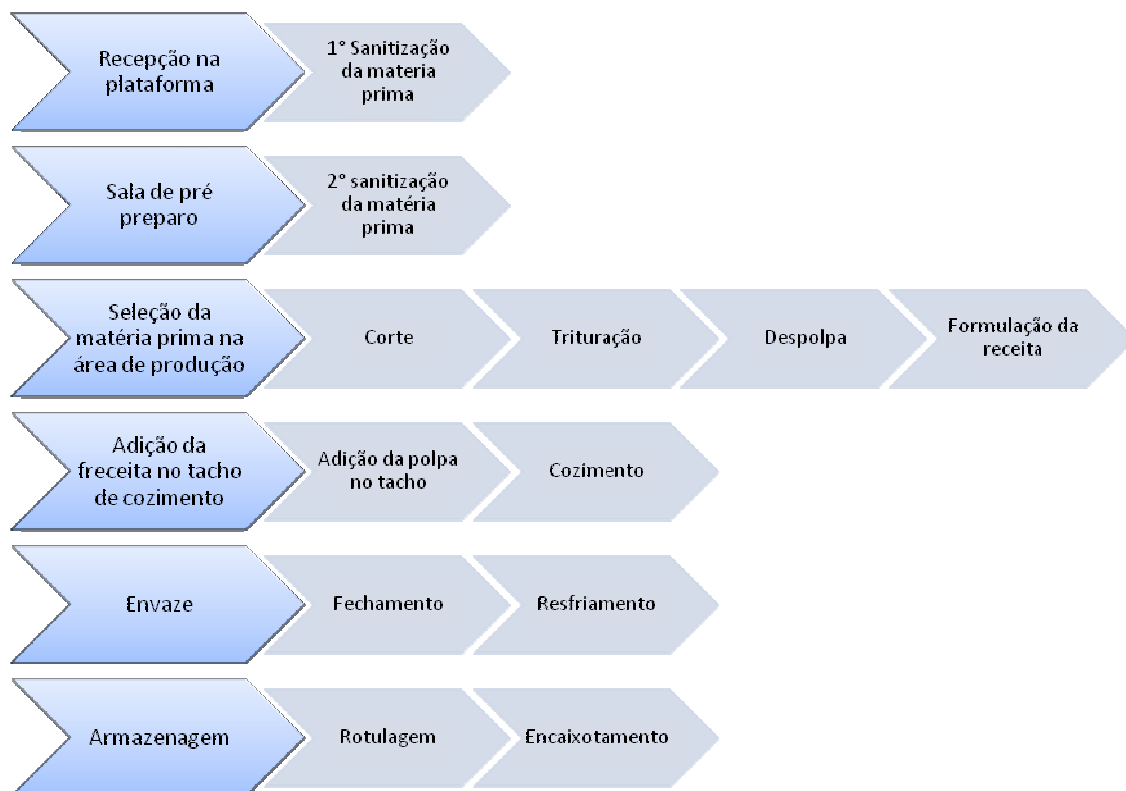 Recepção na
plataforma
1° Sanitização
da materia
prima
Sala de pré
preparo
2° sanitização
da matéria
prima
Seleção da
matéria prima na
área de produção
Corte
Trituração
Despolpa
Formulação da
receita
Adição da
freceita no tacho
de cozimento
Adição da polpa
no tacho
Cozimento
Envaze
Fechamento
Resfriamento
Armazenagem
Rotulagem
Encaixotamento